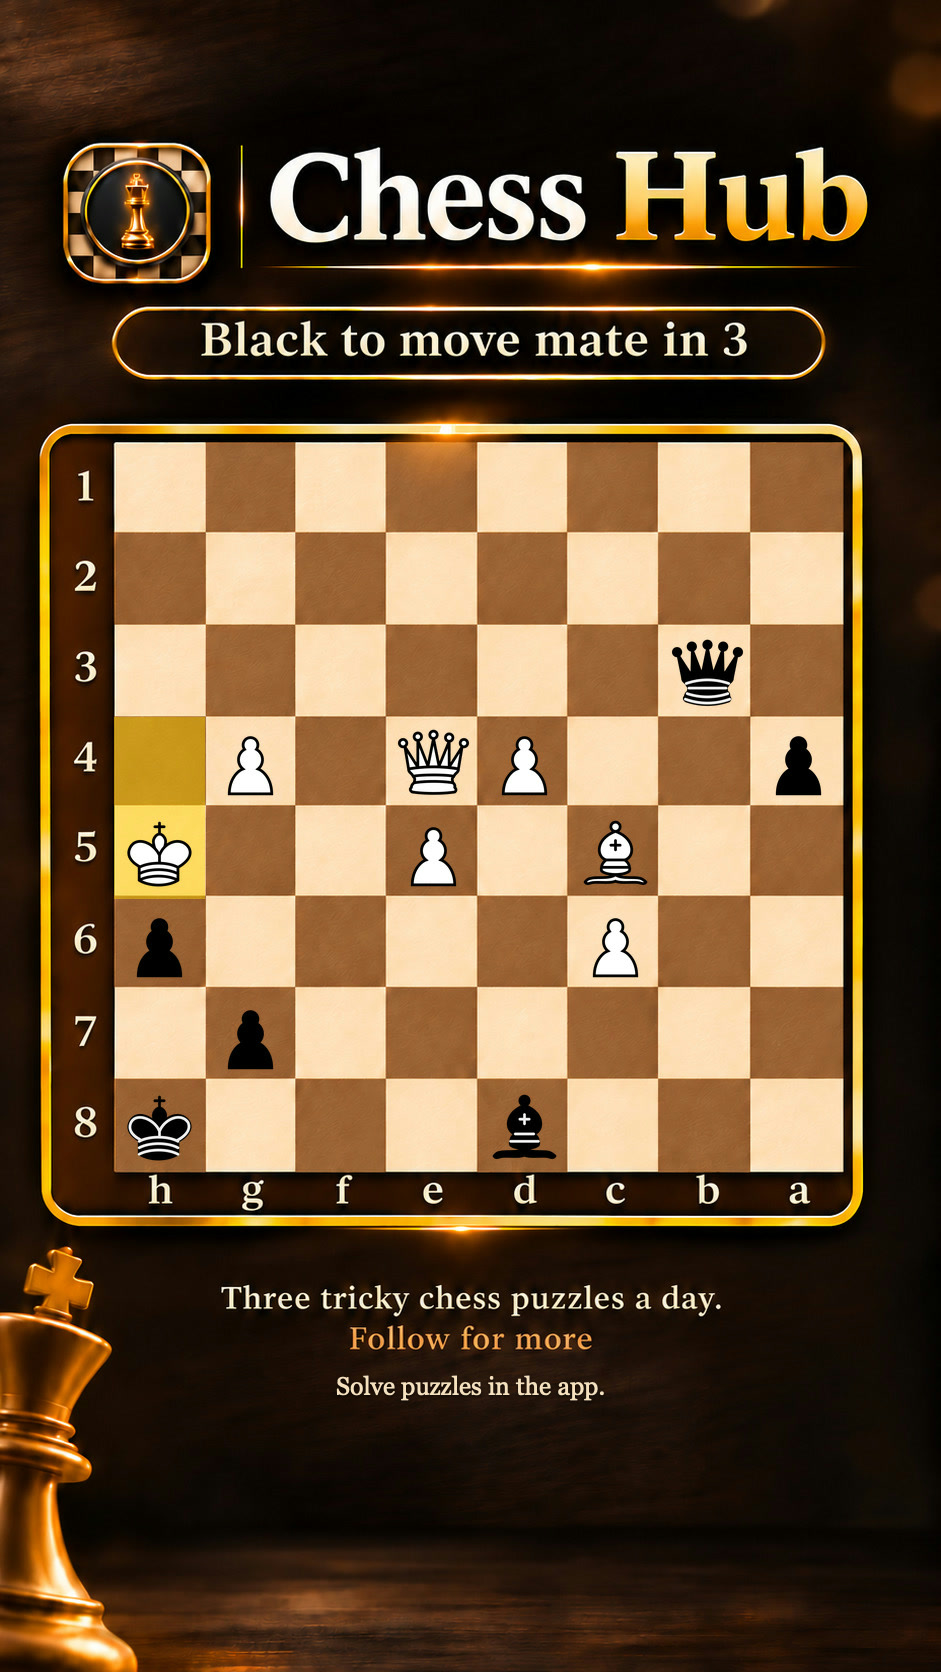 Chess Hub
Black to move mate in 3
1
2
3
4
5
6
7
8
h g f e d c b a
Three tricky chess puzzles a day.
Follow for more
Solve puzzles in the app.